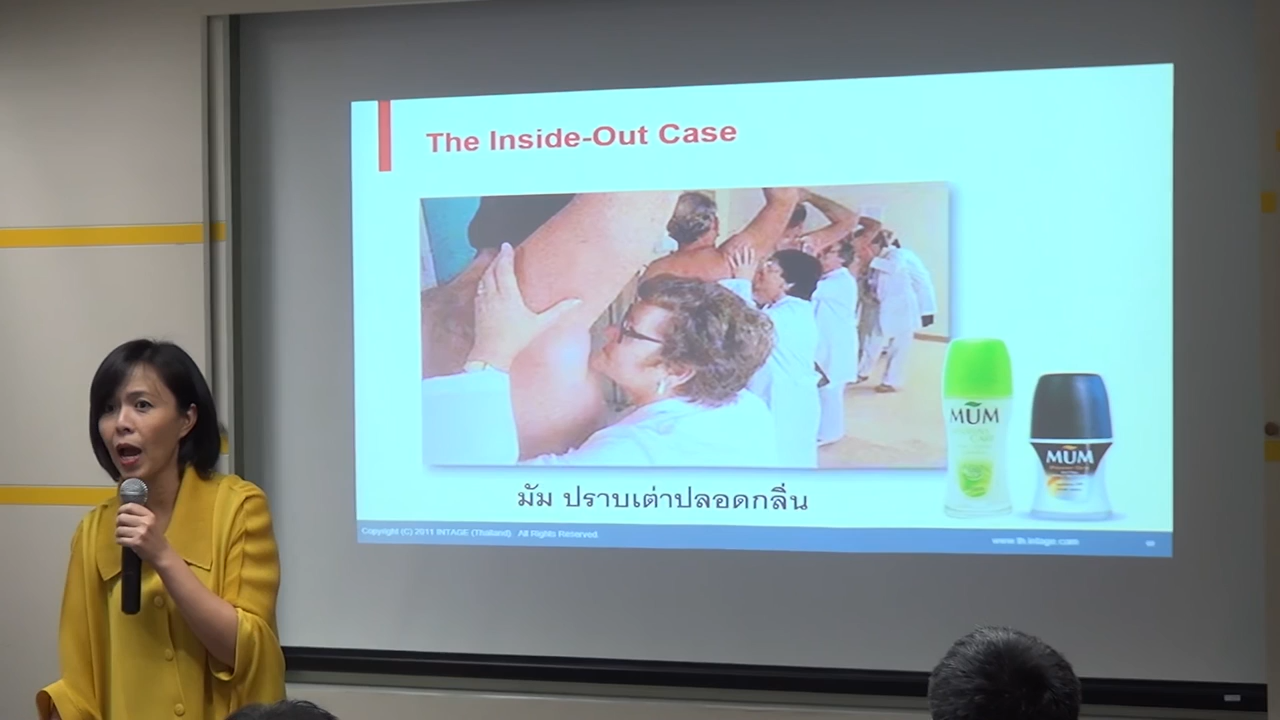 The Inside-Out Case
MUM
MUM
มัม ปราบเต่าปลอดกลิ่น
Copyright (C) 2011 INTAGE (Thailand). All Rights Reserved.
www.th.intage.com